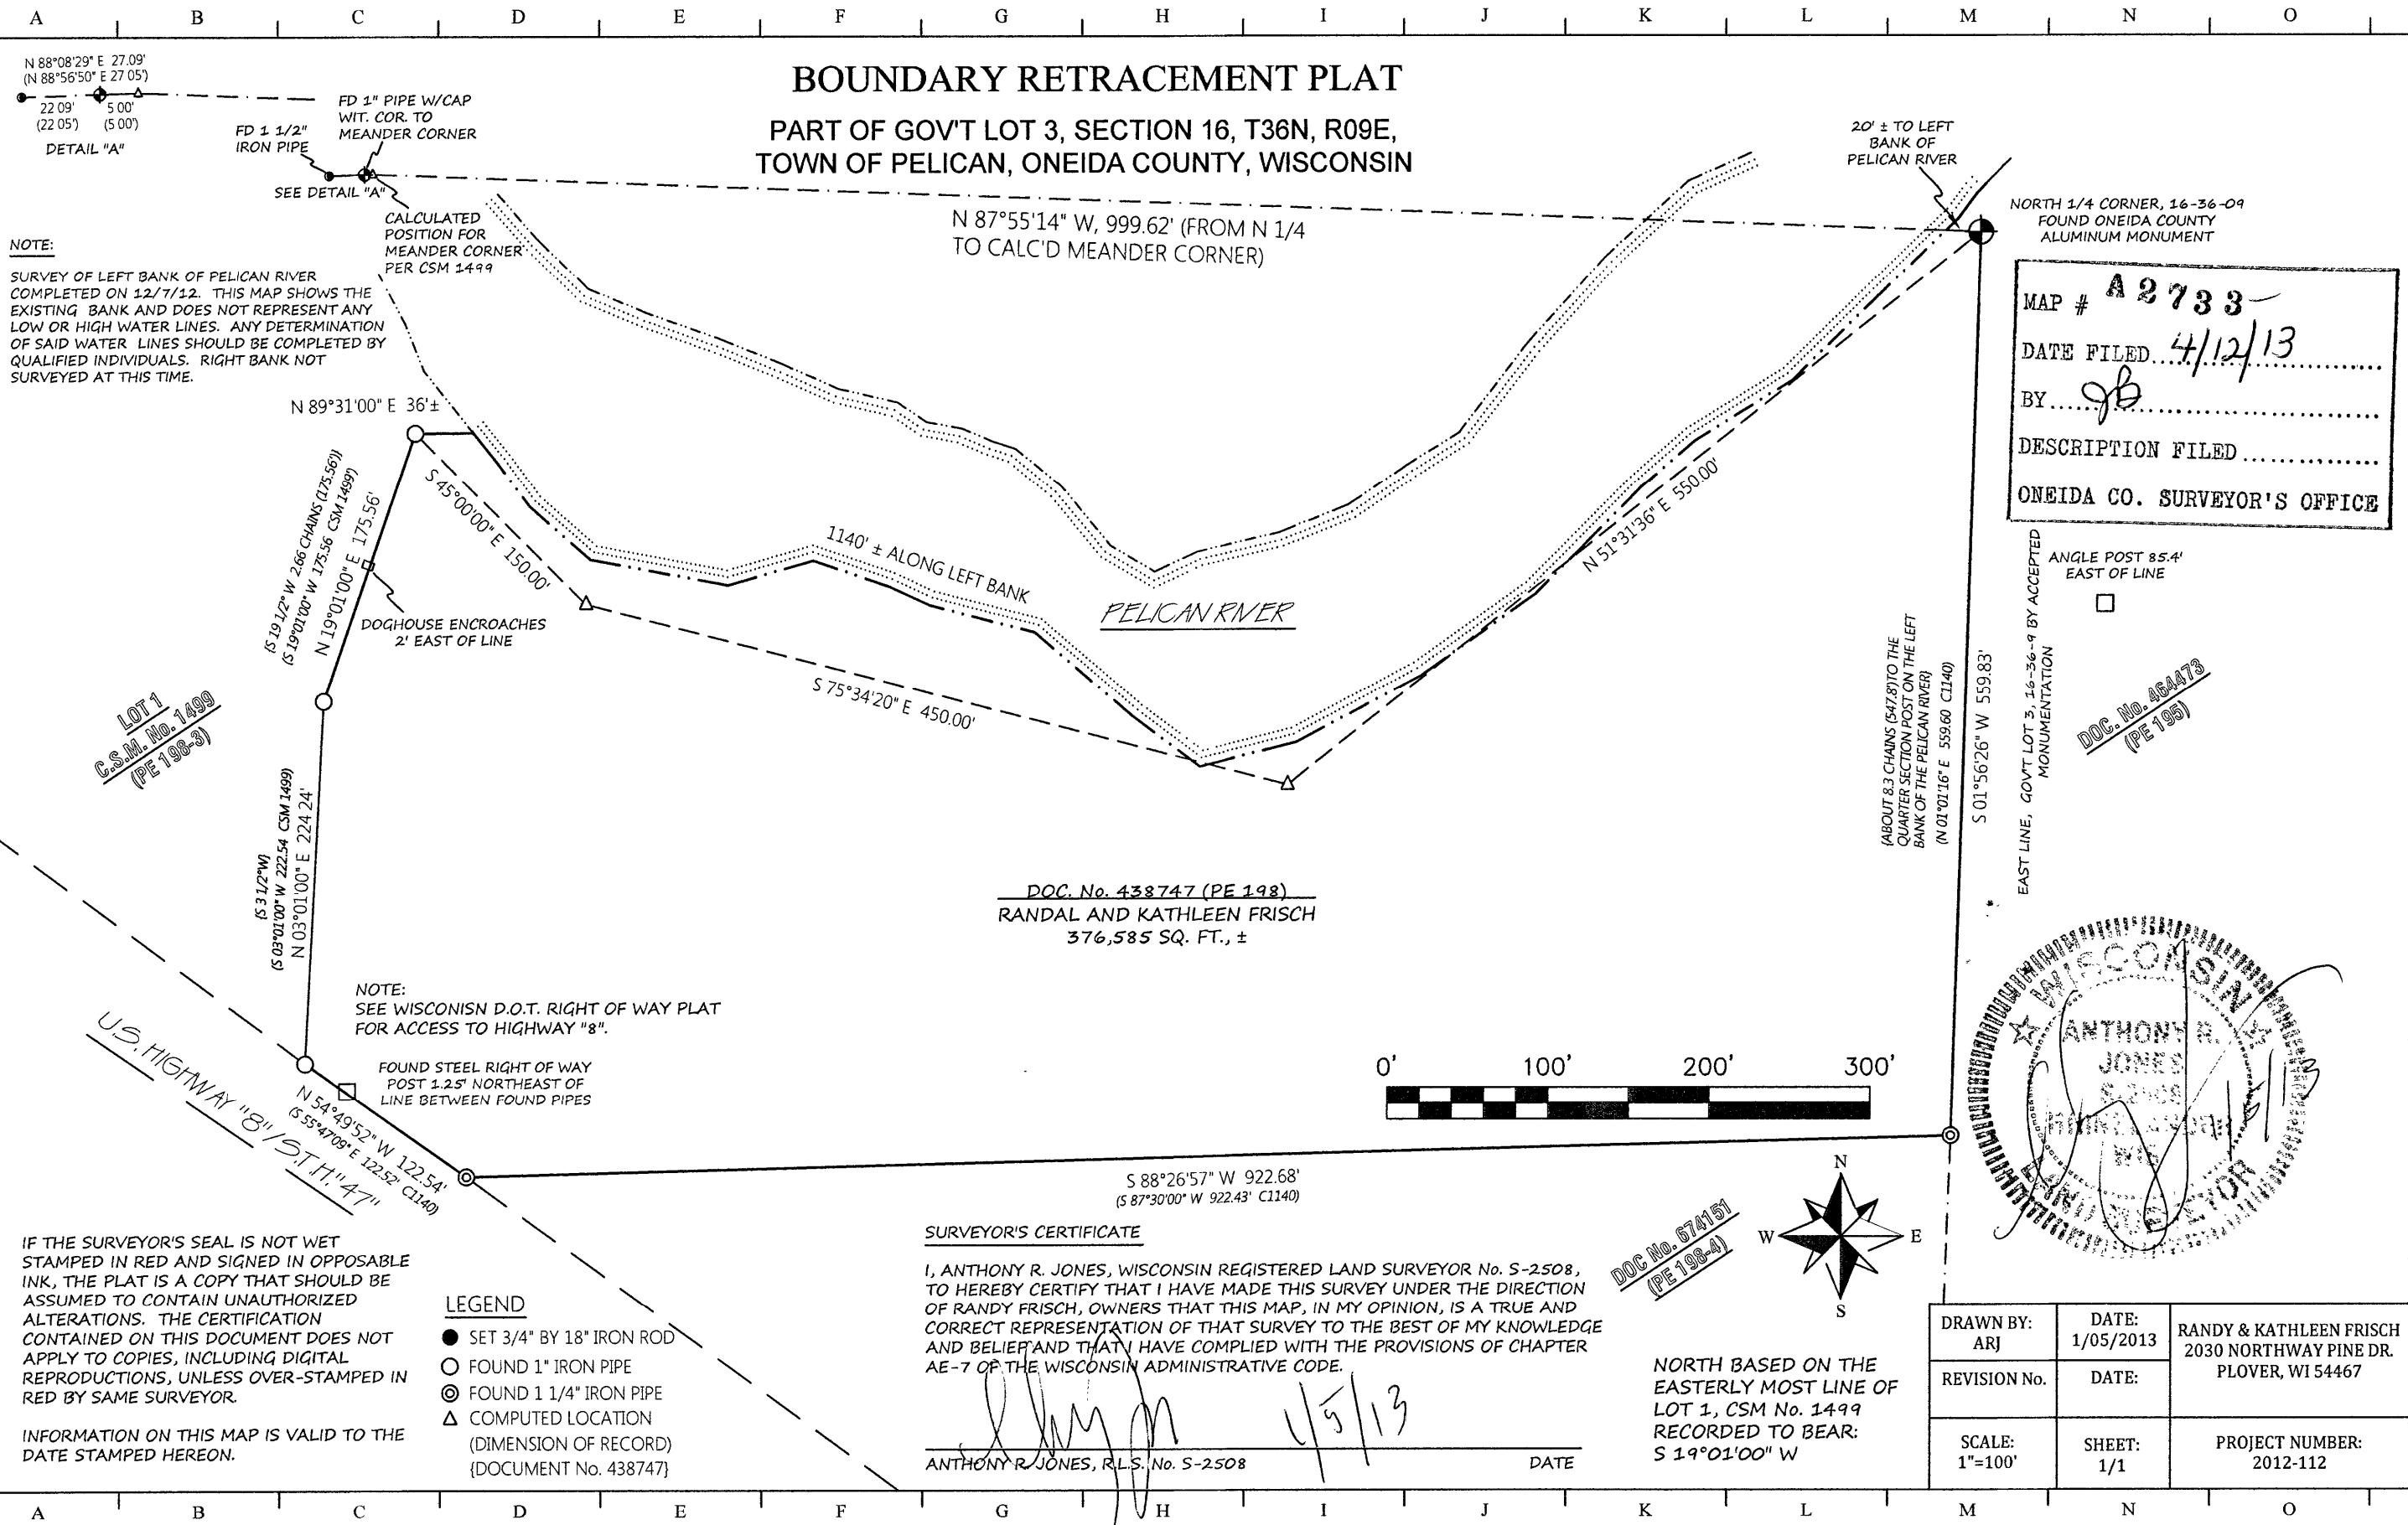 A B C D E F G H I J K L M N O
BOUNDARY RETRACEMENT PLAT
PART OF GOV'T LOT 3, SECTION 16, T36N, R09E,
TOWN OF PELICAN, ONEIDA COUNTY, WISCONSIN
N 88°08'29" E 27.09'
(N 88°56'50" E 27 05')
22 09' 5 00'
(22 05') (5 00')
DETAIL "A"
FD 1 1/2"
IRON PIPE
FD 1" PIPE W/CAP
WIT. COR. TO
MEANDER CORNER
SEE DETAIL "A"
CALCULATED
POSITION FOR
MEANDER CORNER
PER CSM 1499
N 87°55'14" W, 999.62' (FROM N 1/4
TO CALC'D MEANDER CORNER)
20' ± TO LEFT
BANK OF
PELICAN RIVER
NORTH 1/4 CORNER, 16-36-09
FOUND ONEIDA COUNTY
ALUMINUM MONUMENT
NOTE:
SURVEY OF LEFT BANK OF PELICAN RIVER
COMPLETED ON 12/7/12. THIS MAP SHOWS THE
EXISTING BANK AND DOES NOT REPRESENT ANY
LOW OR HIGH WATER LINES. ANY DETERMINATION
OF SAID WATER LINES SHOULD BE COMPLETED BY
QUALIFIED INDIVIDUALS. RIGHT BANK NOT
SURVEYED AT THIS TIME.
MAP # A2733
DATE FILED....4/12/13..........
BY.....JB..........
DESCRIPTION FILED ..............
ONEIDA CO. SURVEYOR'S OFFICE
N 89°31'00" E 36'±
{S 19 1/2° W 2.66 CHAINS (175.56')}
(S 19°01'00" W 175.56 CSM 1499')
N 19°01'00" E 175.56'
S 45°00'00" E 150.00'
DOGHOUSE ENCROACHES
2' EAST OF LINE
1140' ± ALONG LEFT BANK
PELICAN RIVER
S 75°34'20" E 450.00'
N 51°31'36" E 550.00'
ANGLE POST 85.4'
EAST OF LINE
{ABOUT 8.3 CHAINS (547.8') TO THE
QUARTER SECTION POST ON THE LEFT
BANK OF THE PELICAN RIVER}
(N 01°01'16" E 559.60 C1140)
S 01°56'26" W 559.83'
EAST LINE, GOV'T LOT 3, 16-36-9 BY ACCEPTED
MONUMENTATION
DOC. No. 464473
(PE 195)
LOT 1
C.S.M. No. 1499
(PE 198-3)
{S 3 1/2°W}
(S 03°01'00" W 222.54 CSM 1499)
N 03°01'00" E 224 24'
DOC. No. 438747 (PE 198)
RANDAL AND KATHLEEN FRISCH
376,585 SQ. FT., ±
NOTE:
SEE WISCONISN D.O.T. RIGHT OF WAY PLAT
FOR ACCESS TO HIGHWAY "8".
FOUND STEEL RIGHT OF WAY
POST 1.25' NORTHEAST OF
LINE BETWEEN FOUND PIPES
U.S. HIGHWAY "8" / S.T.H. "47"
N 54°49'52" W 122.54'
(S 55°47'09" E 122.52' C1140)
0' 100' 200' 300'
S 88°26'57" W 922.68'
(S 87°30'00" W 922.43' C1140)
WISCONSIN
ANTHONY R.
JONES
S-2508
WIS
LAND SURVEYOR
N
W E
S
DOC No. 674151
(PE 198-4)
IF THE SURVEYOR'S SEAL IS NOT WET
STAMPED IN RED AND SIGNED IN OPPOSABLE
INK, THE PLAT IS A COPY THAT SHOULD BE
ASSUMED TO CONTAIN UNAUTHORIZED
ALTERATIONS. THE CERTIFICATION
CONTAINED ON THIS DOCUMENT DOES NOT
APPLY TO COPIES, INCLUDING DIGITAL
REPRODUCTIONS, UNLESS OVER-STAMPED IN
RED BY SAME SURVEYOR.
INFORMATION ON THIS MAP IS VALID TO THE
DATE STAMPED HEREON.
LEGEND
SET 3/4" BY 18" IRON ROD
FOUND 1" IRON PIPE
FOUND 1 1/4" IRON PIPE
COMPUTED LOCATION
(DIMENSION OF RECORD)
{DOCUMENT No. 438747}
SURVEYOR'S CERTIFICATE
I, ANTHONY R. JONES, WISCONSIN REGISTERED LAND SURVEYOR No. S-2508,
TO HEREBY CERTIFY THAT I HAVE MADE THIS SURVEY UNDER THE DIRECTION
OF RANDY FRISCH, OWNERS THAT THIS MAP, IN MY OPINION, IS A TRUE AND
CORRECT REPRESENTATION OF THAT SURVEY TO THE BEST OF MY KNOWLEDGE
AND BELIEF AND THAT I HAVE COMPLIED WITH THE PROVISIONS OF CHAPTER
AE-7 OF THE WISCONSIN ADMINISTRATIVE CODE.
1/5/13
ANTHONY R. JONES, R.L.S. No. S-2508 DATE
NORTH BASED ON THE
EASTERLY MOST LINE OF
LOT 1, CSM No. 1499
RECORDED TO BEAR:
S 19°01'00" W
DRAWN BY:
ARJ
DATE:
1/05/2013
RANDY & KATHLEEN FRISCH
2030 NORTHWAY PINE DR.
PLOVER, WI 54467
REVISION No.
DATE:
SCALE:
1"=100'
SHEET:
1/1
PROJECT NUMBER:
2012-112
A B C D E F G H I J K L M N O